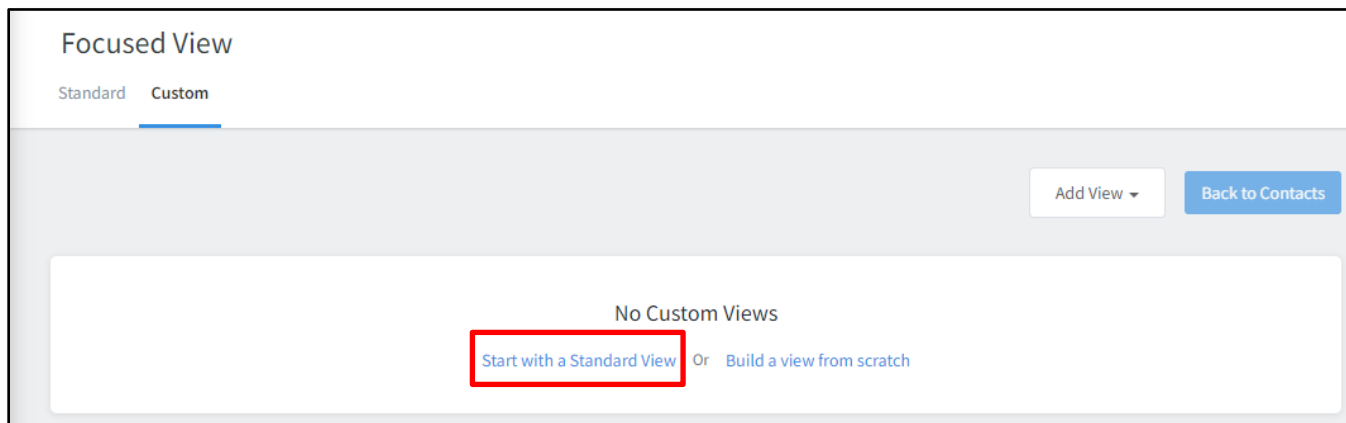 Focused View
Standard Custom
Add View Back to Contacts
No Custom Views
Start with a Standard View Or Build a view from scratch